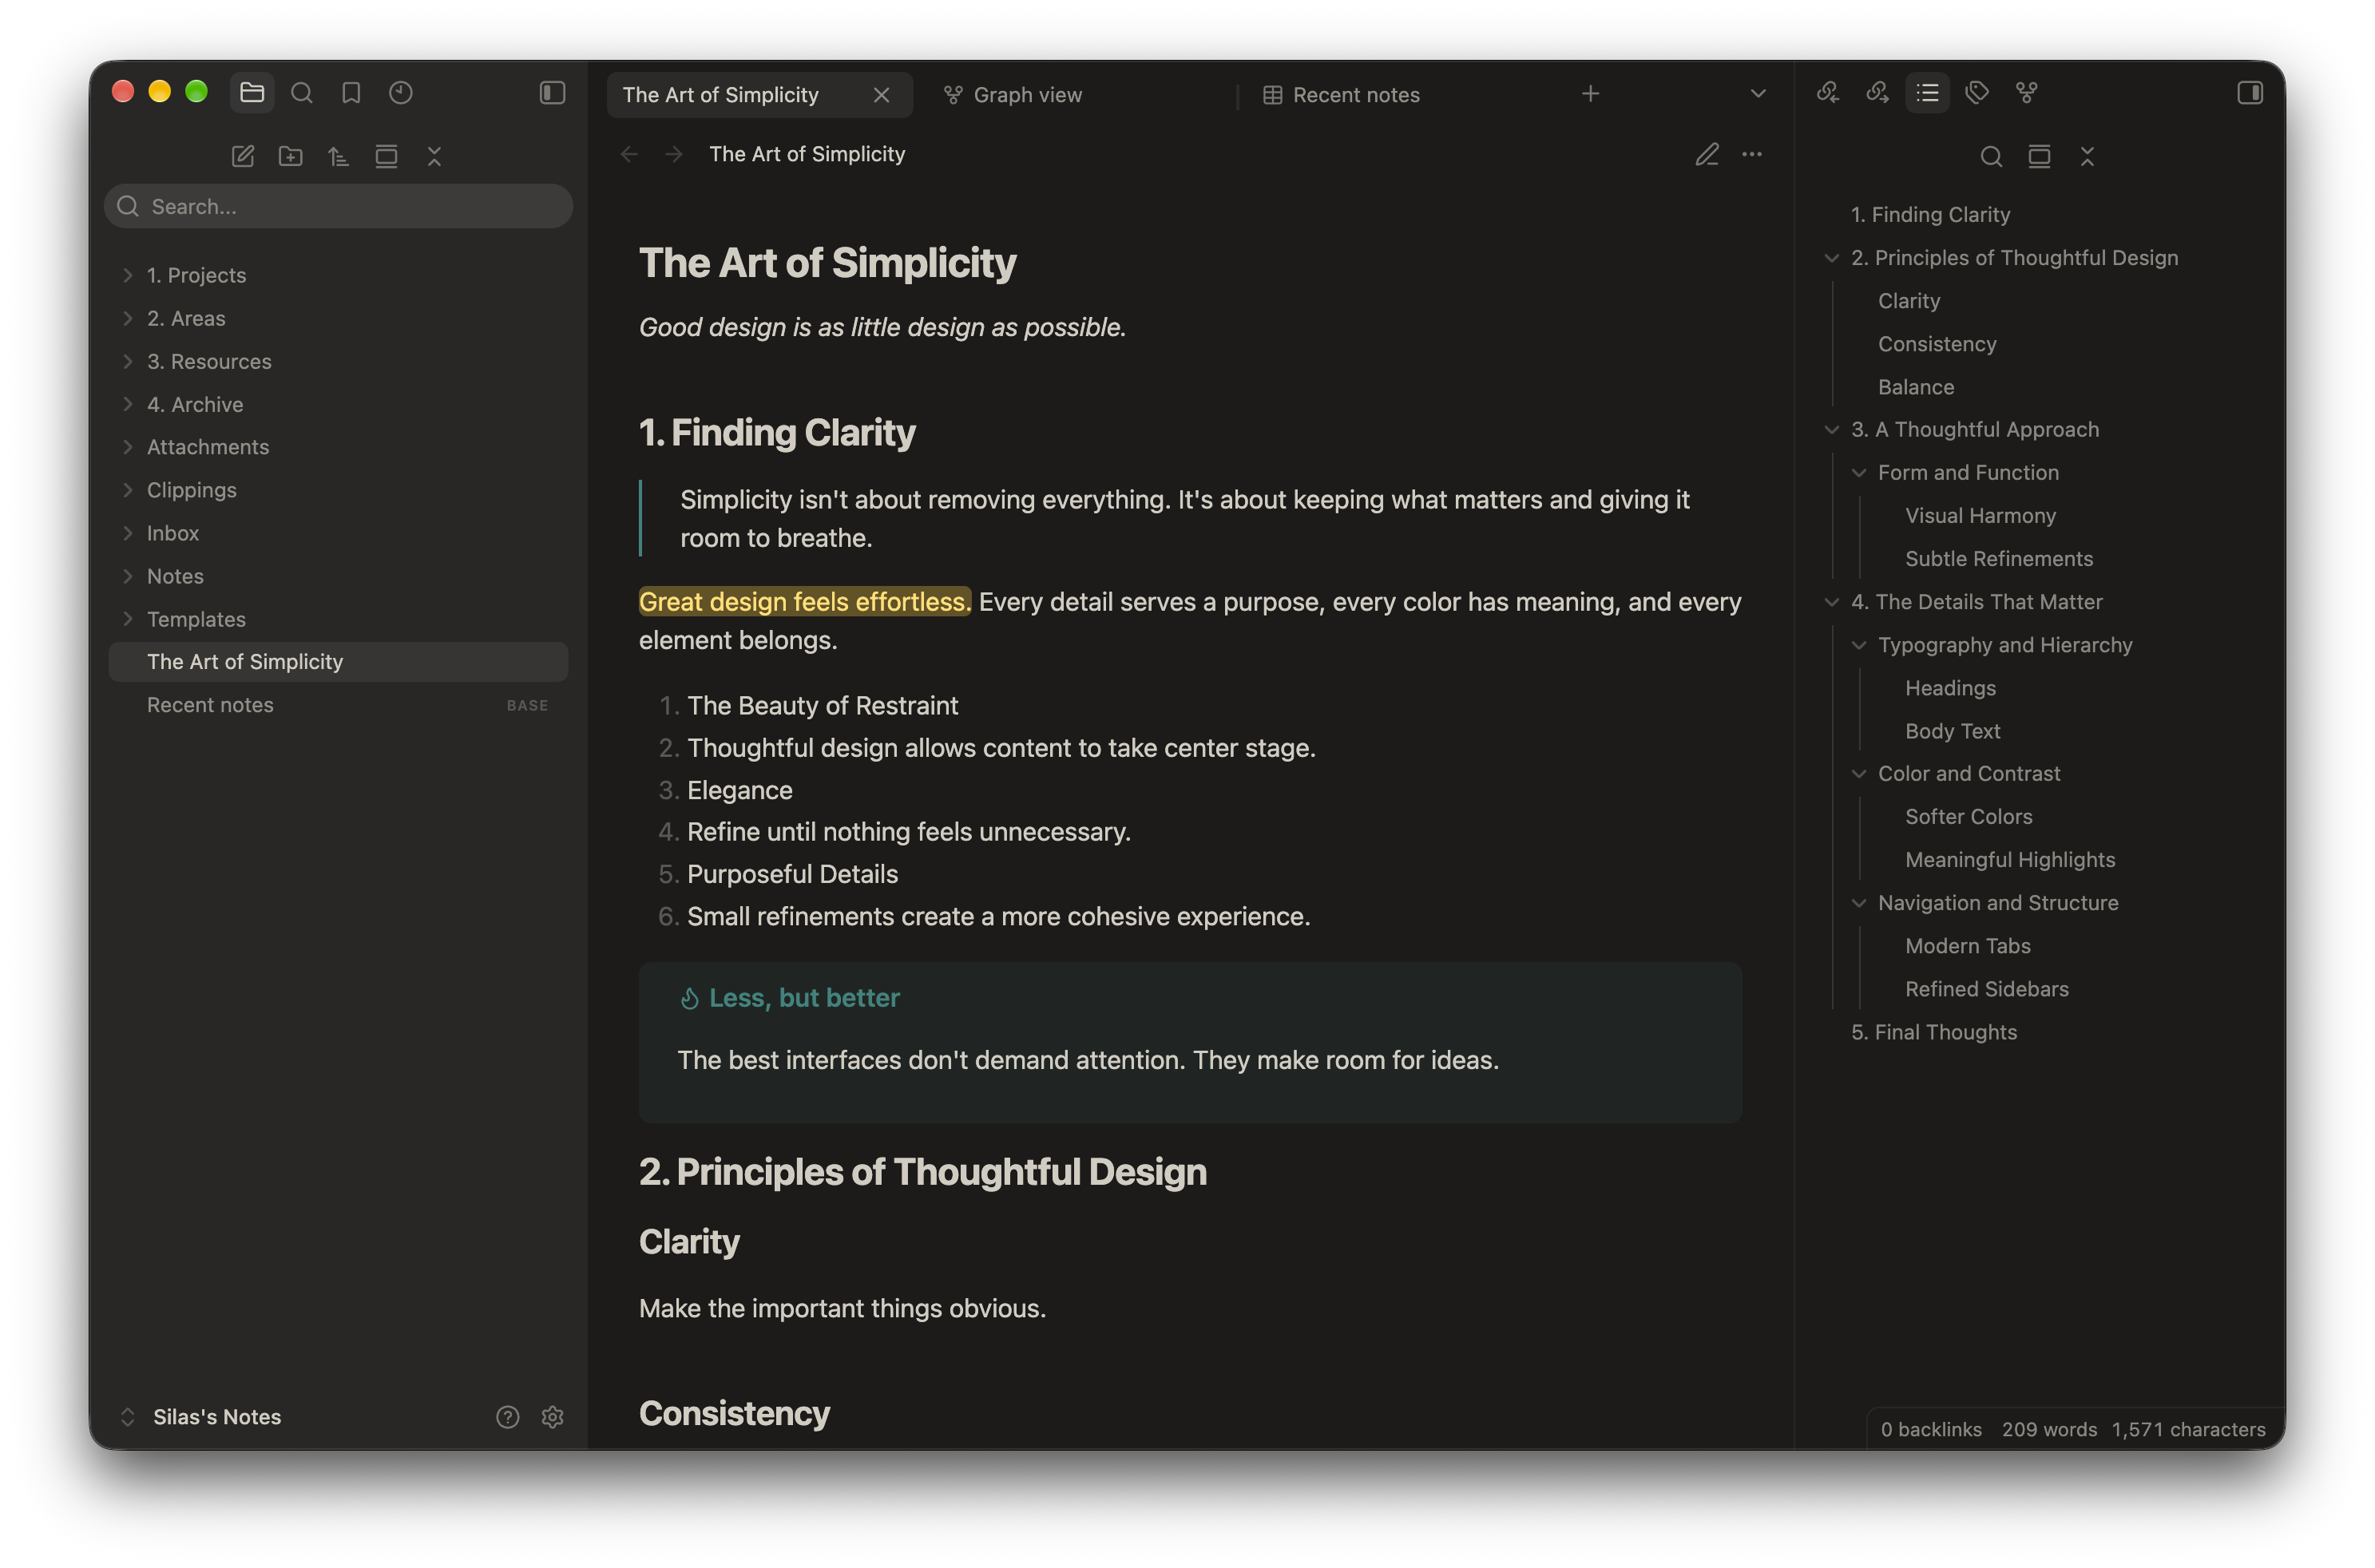 The Art of Simplicity
Graph view
Recent notes
The Art of Simplicity
Search...
1. Projects
2. Areas
3. Resources
4. Archive
Attachments
Clippings
Inbox
Notes
Templates
The Art of Simplicity
Recent notes BASE
Silas's Notes
The Art of Simplicity
Good design is as little design as possible.
1. Finding Clarity
Simplicity isn't about removing everything. It's about keeping what matters and giving it
room to breathe.
Great design feels effortless. Every detail serves a purpose, every color has meaning, and every
element belongs.
1. The Beauty of Restraint
2. Thoughtful design allows content to take center stage.
3. Elegance
4. Refine until nothing feels unnecessary.
5. Purposeful Details
6. Small refinements create a more cohesive experience.
Less, but better
The best interfaces don't demand attention. They make room for ideas.
2. Principles of Thoughtful Design
Clarity
Make the important things obvious.
Consistency
1. Finding Clarity
2. Principles of Thoughtful Design
Clarity
Consistency
Balance
3. A Thoughtful Approach
Form and Function
Visual Harmony
Subtle Refinements
4. The Details That Matter
Typography and Hierarchy
Headings
Body Text
Color and Contrast
Softer Colors
Meaningful Highlights
Navigation and Structure
Modern Tabs
Refined Sidebars
5. Final Thoughts
0 backlinks 209 words 1,571 characters